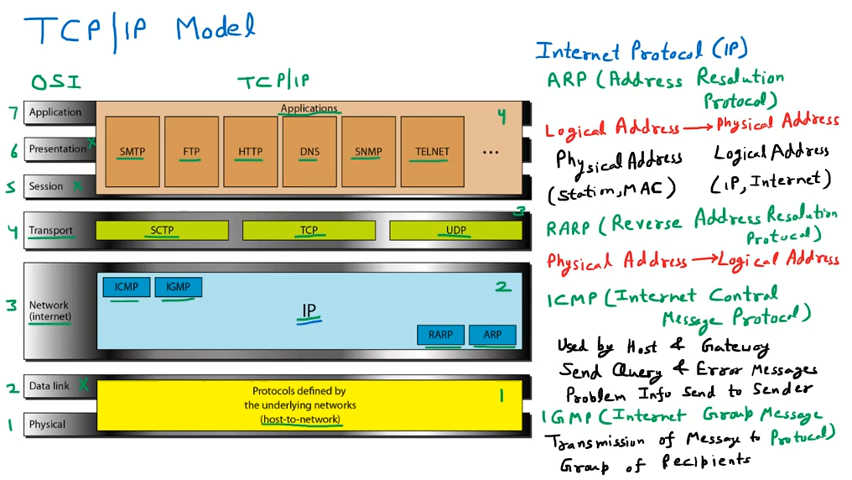 TCP/IP Model
OSI
TCP/IP
7 Application
6 Presentation x
5 Session x
4 Transport
3 Network
(internet)
2 Data link x
1 Physical
Applications
4
SMTP
FTP
HTTP
DNS
SNMP
TELNET
...
3
SCTP
TCP
UDP
ICMP
IGMP
2
IP
RARP
ARP
Protocols defined by
the underlying networks
(host-to-network)
1
Internet Protocol (IP)
ARP (Address Resolution
Protocol)
Logical Address → Physical Address
Physical Address
(Station, MAC)
Logical Address
(IP, Internet)
RARP (Reverse Address Resolution
Protucal)
Physical Address → Logical Address
ICMP (Internet Control
Message Protocol)
Used by Host & Gateway
Send Query & Error Messages
Problem Info Send to Sender
IGMP (Internet Group Message
Protocol)
Transmission of Message to
Group of Recipients